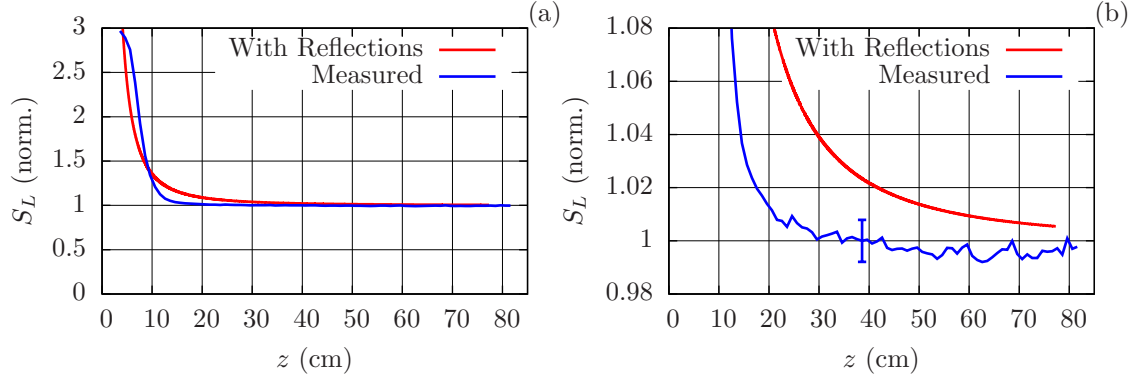 (a)
With Reflections
Measured
S_L (norm.)
3
2.5
2
1.5
1
0.5
0
0 10 20 30 40 50 60 70 80
z (cm)
(b)
With Reflections
Measured
S_L (norm.)
1.08
1.06
1.04
1.02
1
0.98
0 10 20 30 40 50 60 70 80
z (cm)